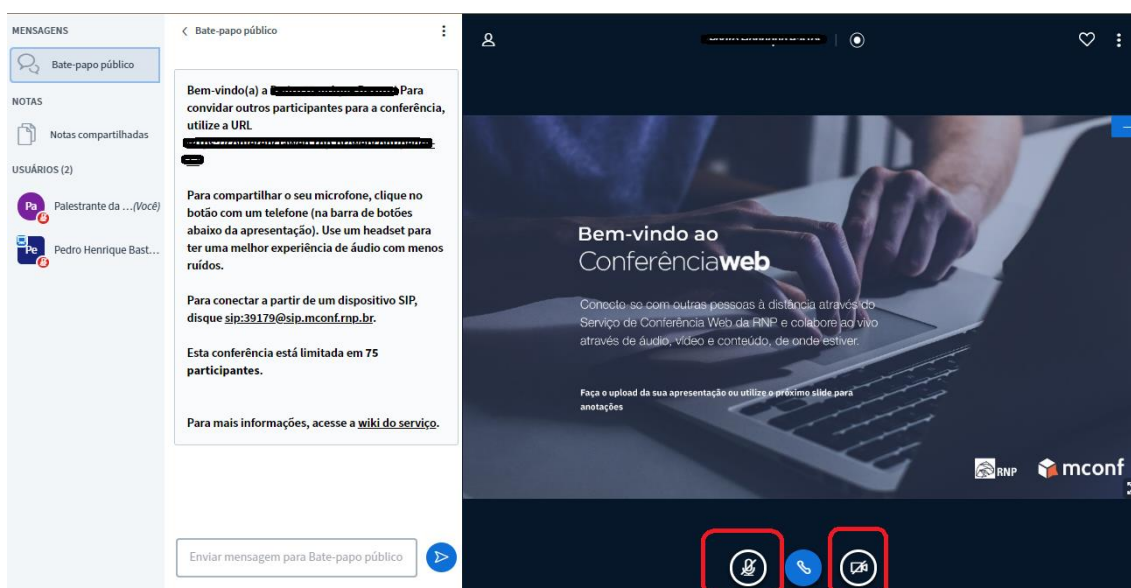 MENSAGENS
Bate-papo público
NOTAS
Notas compartilhadas
USUÁRIOS (2)
Pa
Palestrante da ...(Você)
Pe
Pedro Henrique Bast...
Bate-papo público
Bem-vindo(a) a Para
convidar outros participantes para a conferência,
utilize a URL
Para compartilhar o seu microfone, clique no
botão com um telefone (na barra de botões
abaixo da apresentação). Use um headset para
ter uma melhor experiência de áudio com menos
ruídos.
Para conectar a partir de um dispositivo SIP,
disque sip:39179@sip.mconf.rnp.br.
Esta conferência está limitada em 75
participantes.
Para mais informações, acesse a wiki do serviço.
Enviar mensagem para Bate-papo público
Bem-vindo ao
Conferênciaweb
Conecte-se com outras pessoas à distância através do
Serviço de Conferência Web da RNP e colabore ao vivo
através de áudio, vídeo e conteúdo, de onde estiver.
Faça o upload da sua apresentação ou utilize o próximo slide para
anotações
RNP
mconf